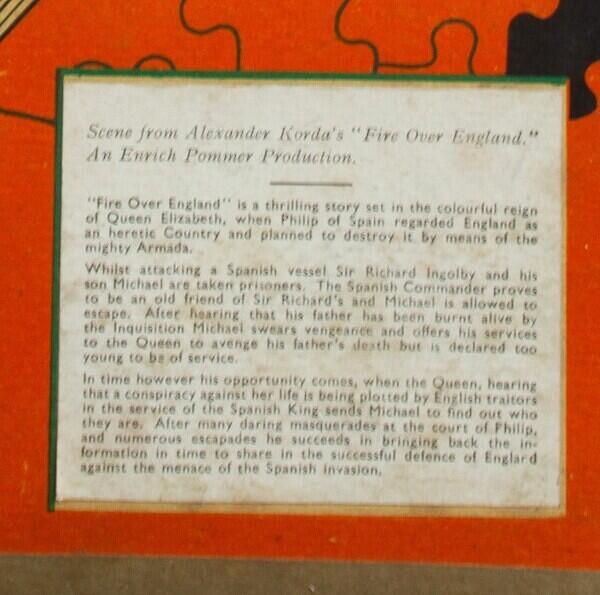 Scene from Alexander Korda's "Fire Over England."
An Enrich Pommer Production.
"Fire Over England" is a thrilling story set in the colourful reign
of Queen Elizabeth, when Philip of Spain regarded England as
an heretic Country and planned to destroy it by means of the
mighty Armada.
Whilst attacking a Spanish vessel Sir Richard Ingolby and his
son Michael are taken prisoners. The Spanish Commander proves
to be an old friend of Sir Richard's and Michael is allowed to
escape. After hearing that his father has been burnt alive by
the Inquisition Michael swears vengeance and offers his services
to the Queen to avenge his father's death but is declared too
young to be of service.
In time however his opportunity comes, when the Queen, hearing
that a conspiracy against her life is being plotted by English traitors
in the service of the Spanish King sends Michael to find out who
they are. After many daring masquerades at the court of Philip,
and numerous escapades he succeeds in bringing back the in-
formation in time to share in the successful defence of England
against the menace of the Spanish invasion.